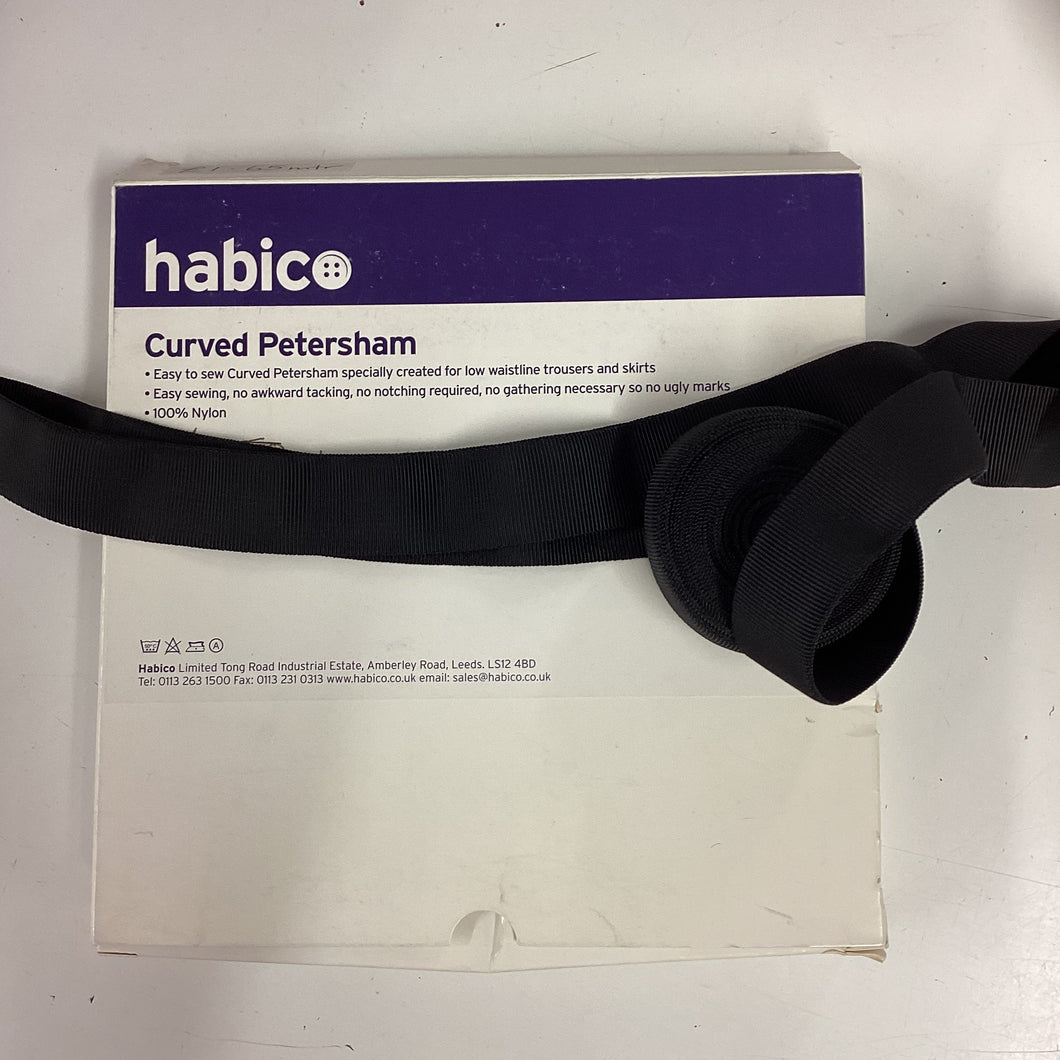 habico
Curved Petersham
• Easy to sew Curved Petersham specially created for low waistline trousers and skirts
• Easy sewing, no awkward tacking, no notching required, no gathering necessary so no ugly marks
• 100% Nylon
A
Habico Limited Tong Road Industrial Estate, Amberley Road, Leeds. LS12 4BD
Tel: 0113 263 1500 Fax: 0113 231 0313 www.habico.co.uk email: sales@habico.co.uk